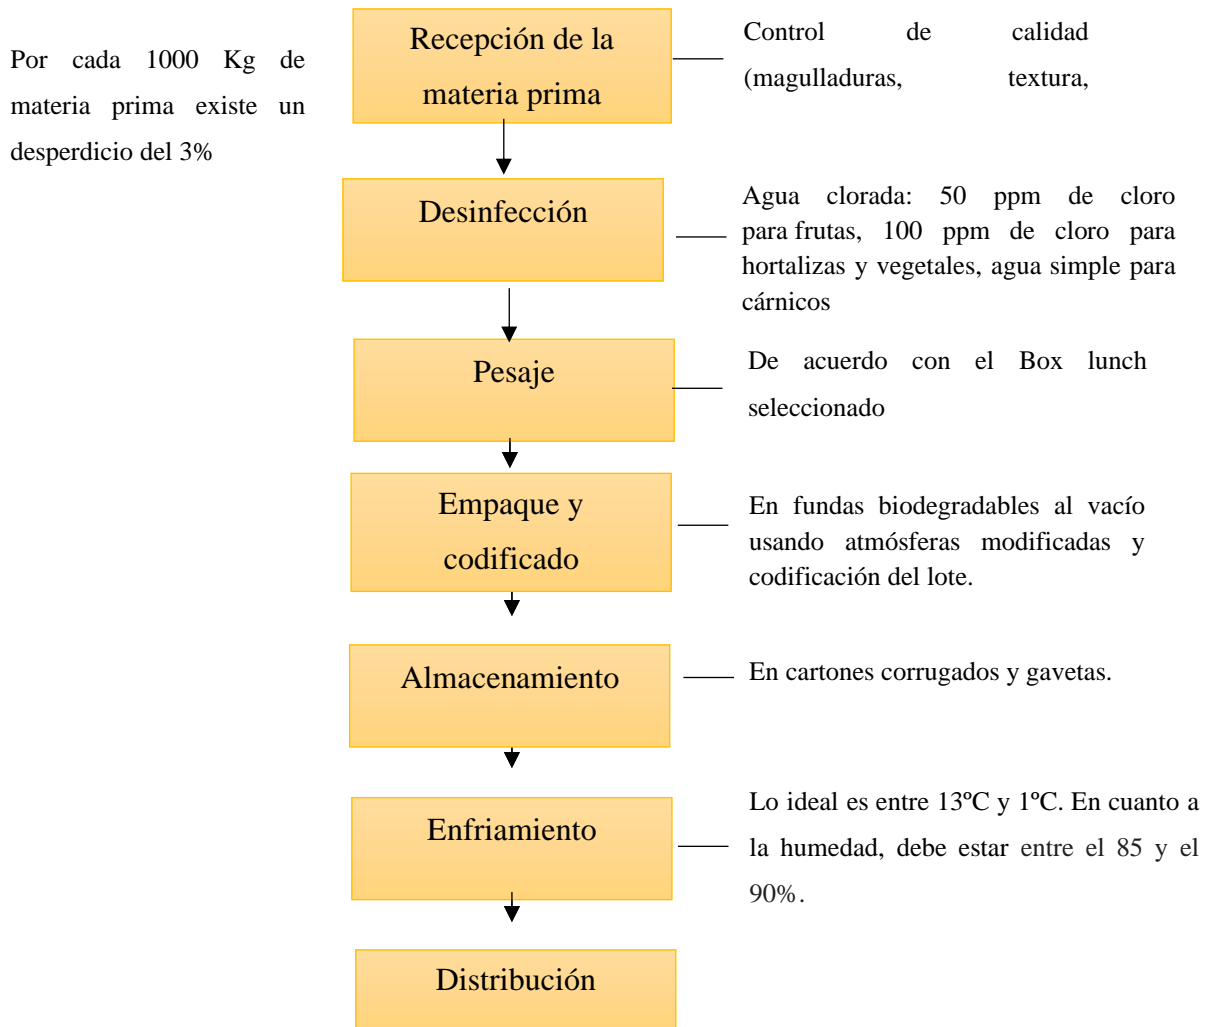 Por cada 1000 Kg de
materia prima existe un
desperdicio del 3%
Recepción de la
materia prima
Control de calidad
(magulladuras, textura,
Desinfección
Agua clorada: 50 ppm de cloro
para frutas, 100 ppm de cloro para
hortalizas y vegetales, agua simple para
cárnicos
Pesaje
De acuerdo con el Box lunch
seleccionado
Empaque y
codificado
En fundas biodegradables al vacío
usando atmósferas modificadas y
codificación del lote.
Almacenamiento
En cartones corrugados y gavetas.
Enfriamiento
Lo ideal es entre 13ºC y 1ºC. En cuanto a
la humedad, debe estar entre el 85 y el
90%.
Distribución